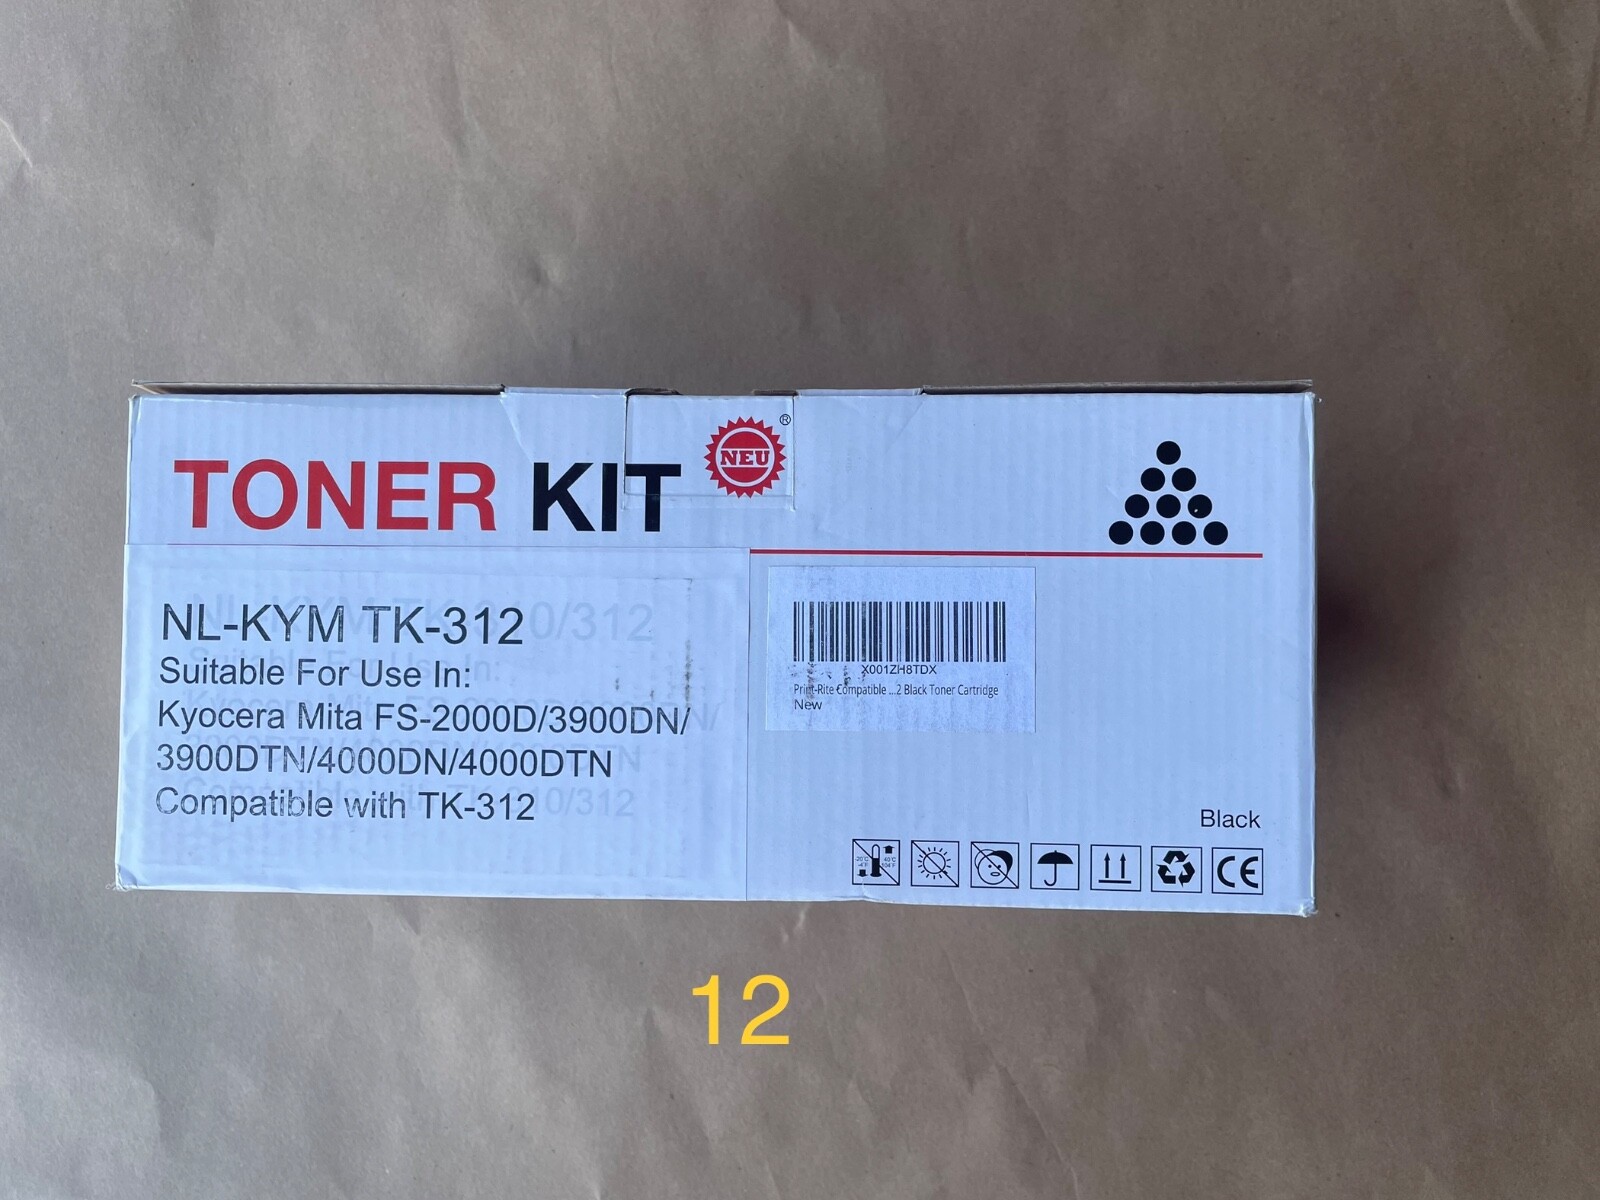 TONER KIT
NEU
®
NL-KYM TK-312
Suitable For Use In:
Kyocera Mita FS-2000D/3900DN/
3900DTN/4000DN/4000DTN
Compatible with TK-312
X001ZH8TDX
Print-Rite Compatible ...2 Black Toner Cartridge
New
Black
CE
12